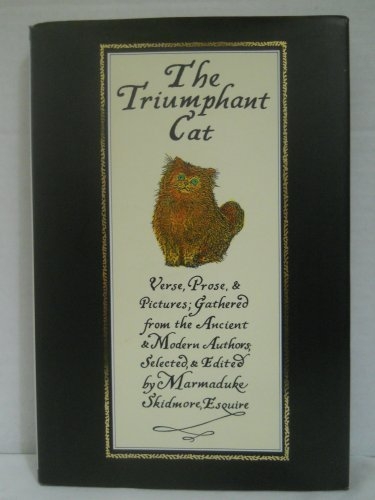 The
Triumphant
Cat
Verse, Prose, &
Pictures; Gathered
from the Ancient
& Modern Authors;
Selected, & Edited
by Marmaduke
Skidmore, Esquire